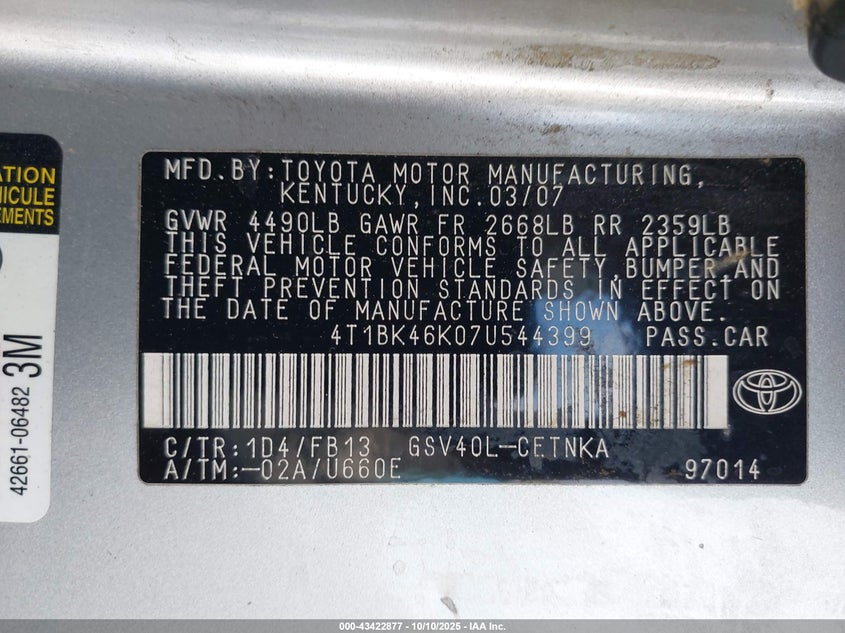 ATION
EHICULE
EMENTS
42661-06482 3M
MFD.BY:TOYOTA MOTOR MANUFACTURING,
KENTUCKY,INC.03/07
GVWR 4490LB GAWR FR 2668LB RR 2359LB
THIS VEHICLE CONFORMS TO ALL APPLICABLE
FEDERAL MOTOR VEHICLE SAFETY,BUMPER,AND
THEFT PREVENTION STANDARDS IN EFFECT ON
THE DATE OF MANUFACTURE SHOWN ABOVE.
4T1BK46K07U544399 PASS.CAR
C/TR:1D4/FB13 GSV40L-CETNKA
A/TM:-02A/U660E 97014
000-43422877 - 10/10/2025 - IAA Inc.